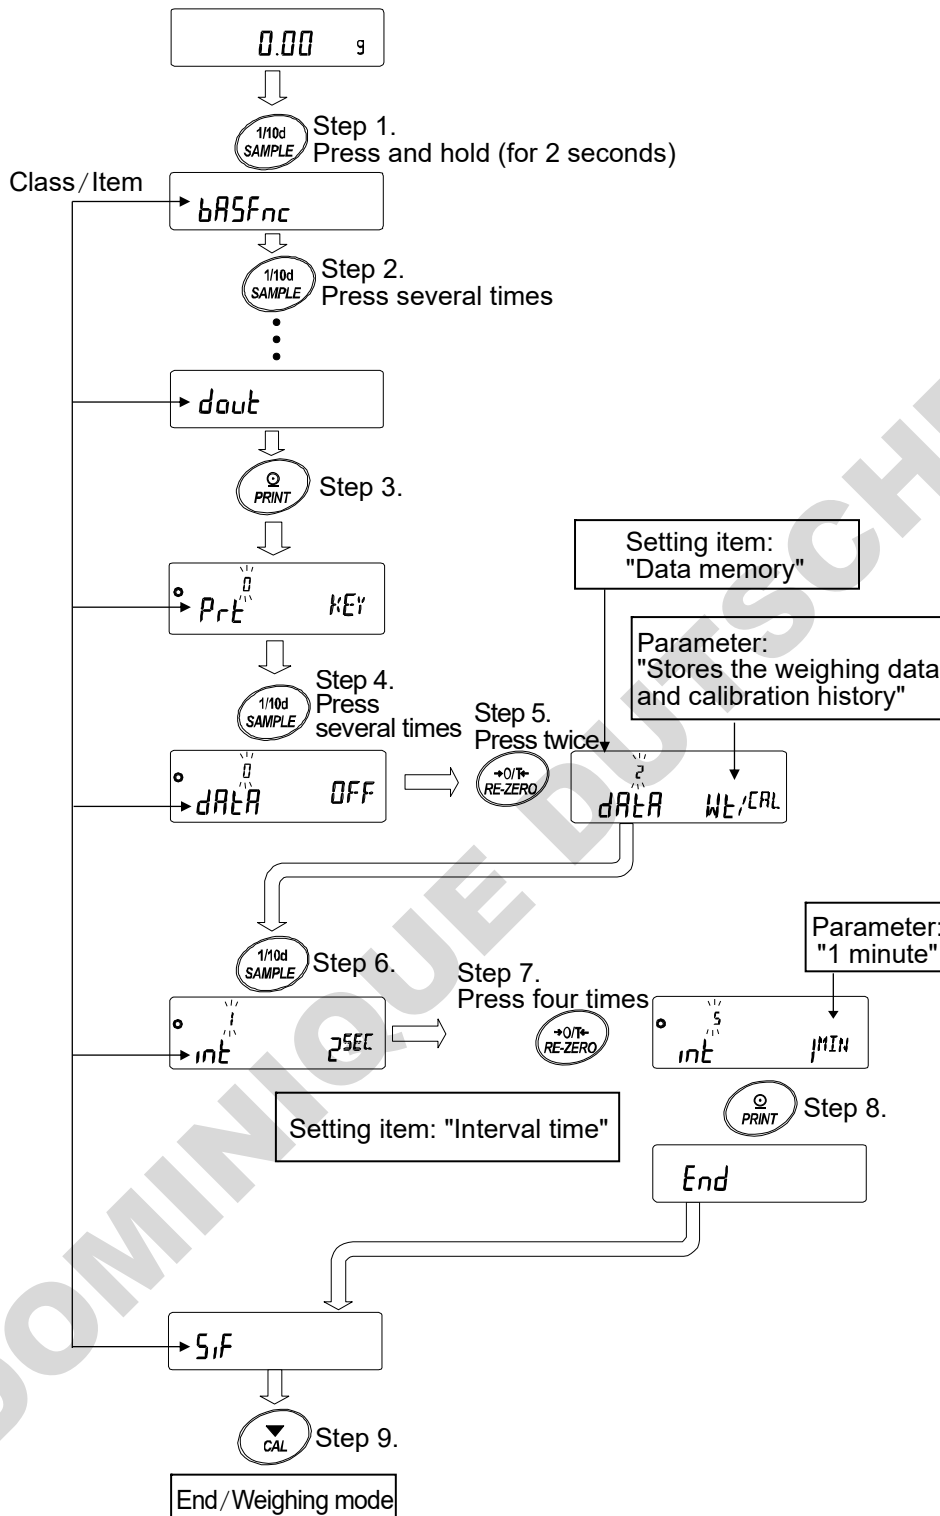 0.00 g
1/10d
SAMPLE
Step 1.
Press and hold (for 2 seconds)
Class/Item
bASFnc
1/10d
SAMPLE
Step 2.
Press several times
dout
PRINT
Step 3.
0
Prt KEY
Setting item:
"Data memory"
Parameter:
"Stores the weighing data
and calibration history"
1/10d
SAMPLE
Step 4.
Press
several times
0
dAtA OFF
Step 5.
Press twice
→0/T←
RE-ZERO
2
dAtA Wt/CAL
1/10d
SAMPLE
Step 6.
1
int 2SEC
Step 7.
Press four times
→0/T←
RE-ZERO
Parameter:
"1 minute"
5
int 1MIN
Setting item: "Interval time"
PRINT
Step 8.
End
SiF
CAL
Step 9.
End/Weighing mode
DOMINIQUE DUTSCHE